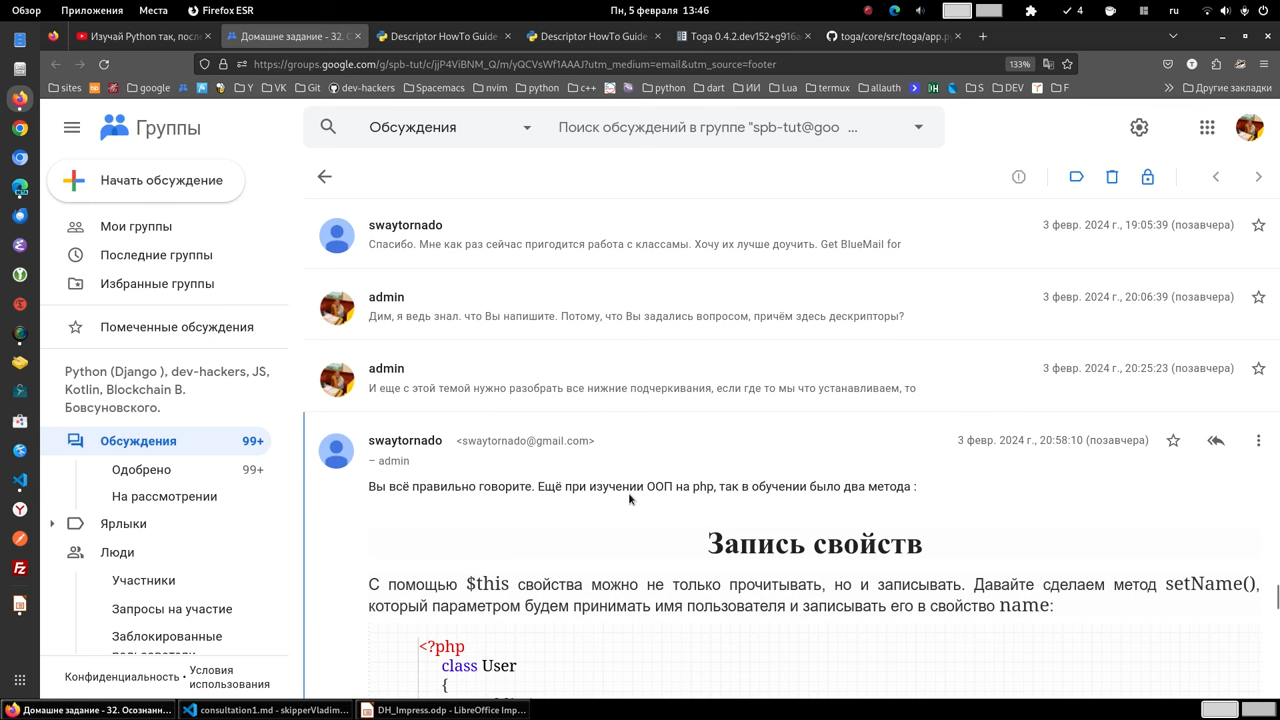 Обзор Приложения Места Firefox ESR Пн, 5 февраля 13:46 4 ru
Изучай Python так, посл Домашне задание - 32. О Descriptor HowTo Guide Descriptor HowTo Guide Toga 0.4.2.dev152+g916a toga/core/src/toga/app.py
https://groups.google.com/g/spb-tut/c/jjP4ViBNM_Q/m/yQCVsWf1AAAJ?utm_medium=email&utm_source=footer 133%
sites google Y VK Git dev-hackers Spacemacs nvim python c++ python dart ИИ Lua termux allauth S DEV F Другие закладки
Группы
Обсуждения
Поиск обсуждений в группе "spb-tut@goo ...
Начать обсуждение
Мои группы
Последние группы
Избранные группы
Помеченные обсуждения
Python (Django ), dev-hackers, JS,
Kotlin, Blockchain В.
Бовсуновского.
Обсуждения 99+
Одобрено 99+
На рассмотрении
Ярлыки
Люди
Участники
Запросы на участие
Заблокированные
пользователи
Конфиденциальность • Условия
использования
swaytornado 3 февр. 2024 г., 19:05:39 (позавчера)
Спасибо. Мне как раз сейчас пригодится работа с классамы. Хочу их лучше доучить. Get BlueMail for
admin 3 февр. 2024 г., 20:06:39 (позавчера)
Дим, я ведь знал. что Вы напишите. Потому, что Вы задались вопросом, причём здесь дескрипторы?
admin 3 февр. 2024 г., 20:25:23 (позавчера)
И еще с этой темой нужно разобрать все нижние подчеркивания, если где то мы что устанавливаем, то
swaytornado <swaytornado@gmail.com> 3 февр. 2024 г., 20:58:10 (позавчера)
– admin
Вы всё правильно говорите. Ещё при изучении ООП на php, так в обучении было два метода :
Запись свойств
С помощью $this свойства можно не только прочитывать, но и записывать. Давайте сделаем метод setName(),
который параметром будем принимать имя пользователя и записывать его в свойство name:
<?php
class User
{
Домашне задание - 32. Осознанн... consultation1.md - skipperVladim... DH_Impress.odp - LibreOffice Imp...